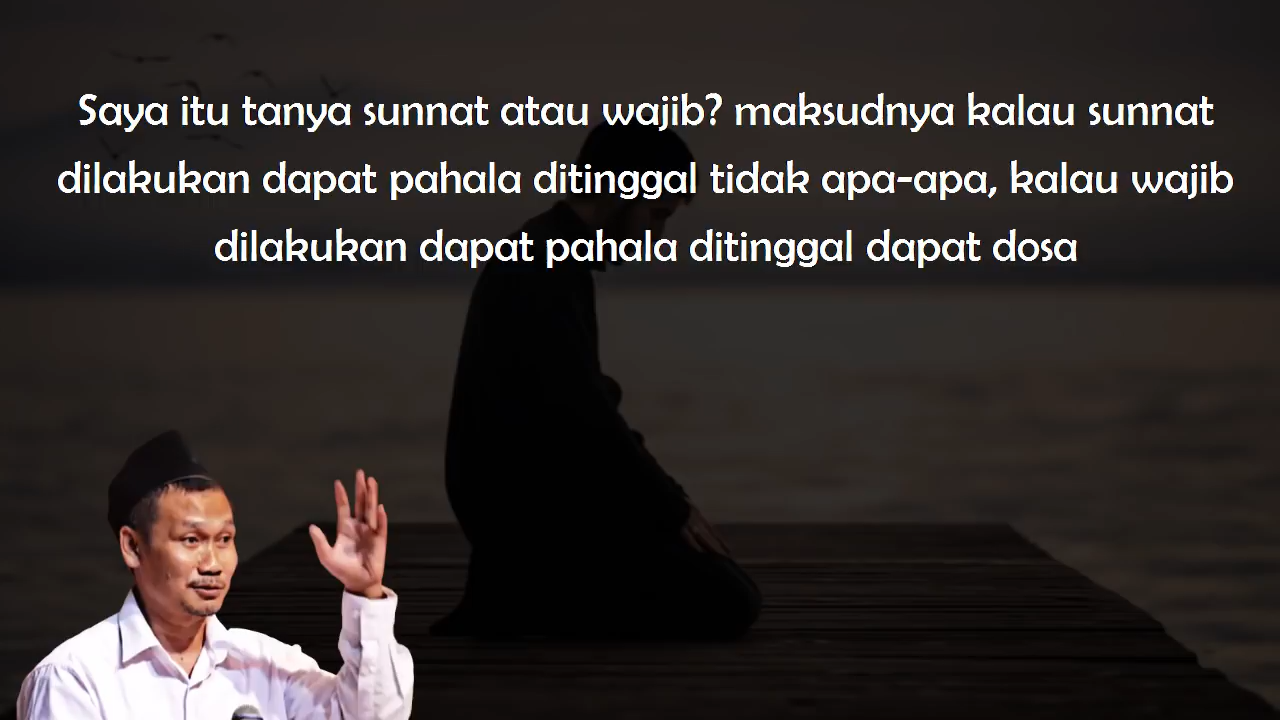 Saya itu tanya sunnat atau wajib? maksudnya kalau sunnat
dilakukan dapat pahala ditinggal tidak apa-apa, kalau wajib
dilakukan dapat pahala ditinggal dapat dosa